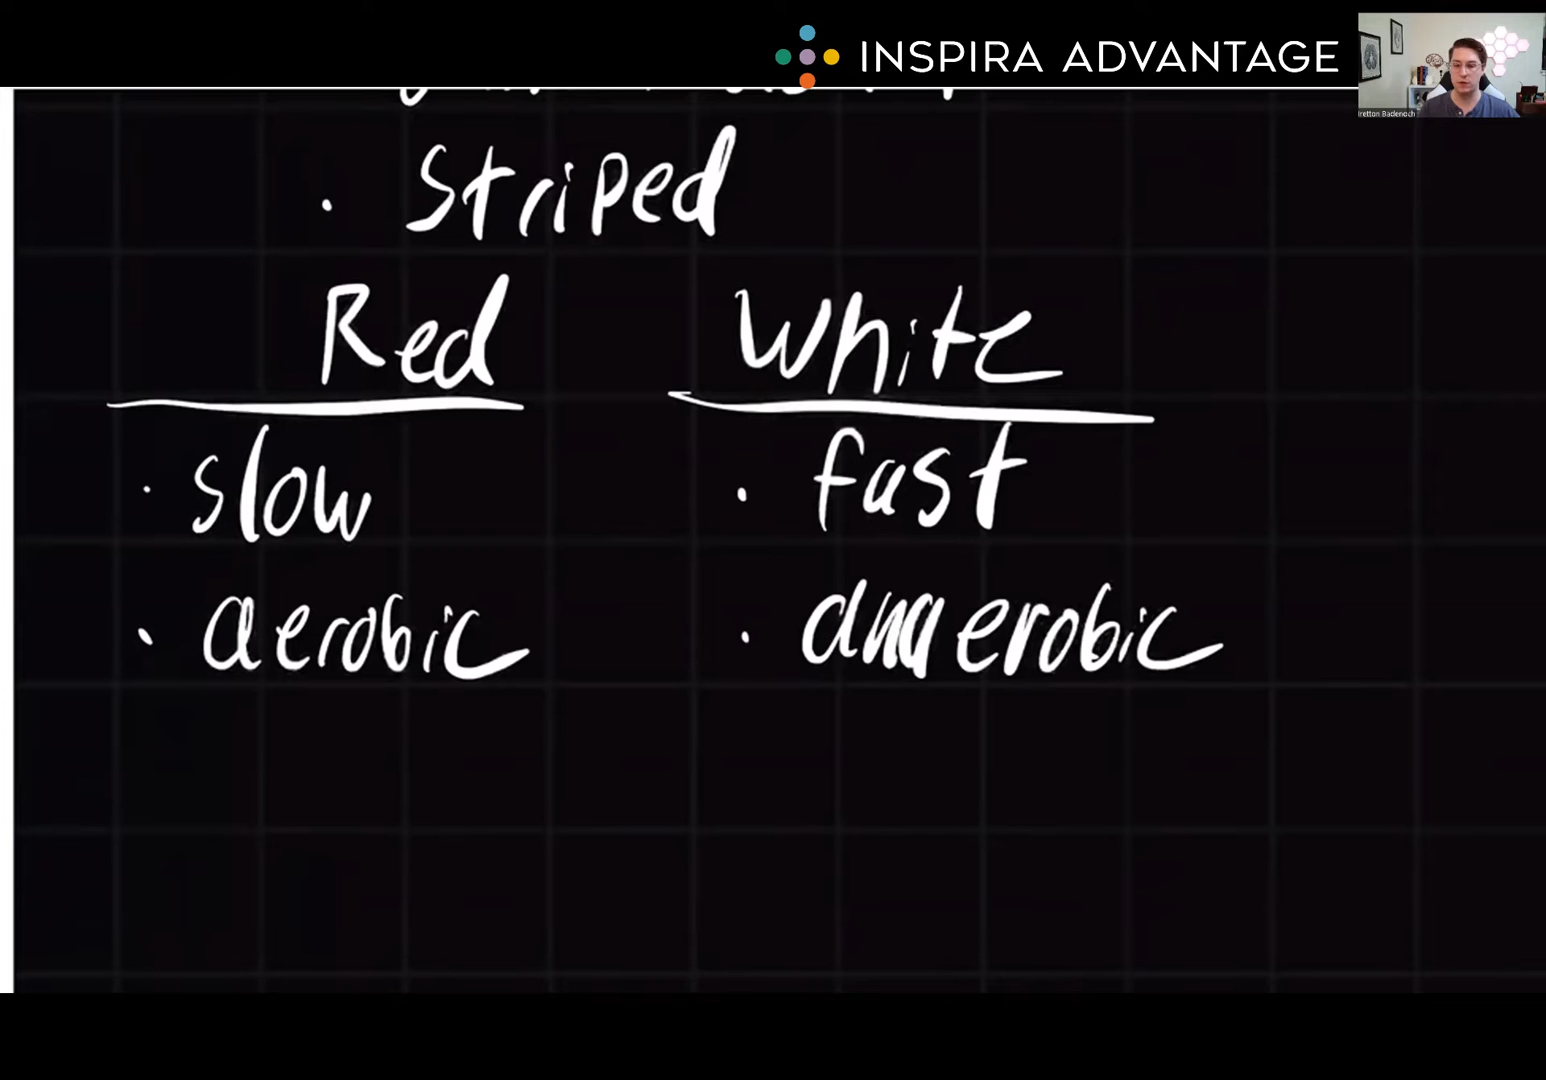 INSPIRA ADVANTAGE
· Striped
Red White
· slow · fast
· aerobic · anaerobic